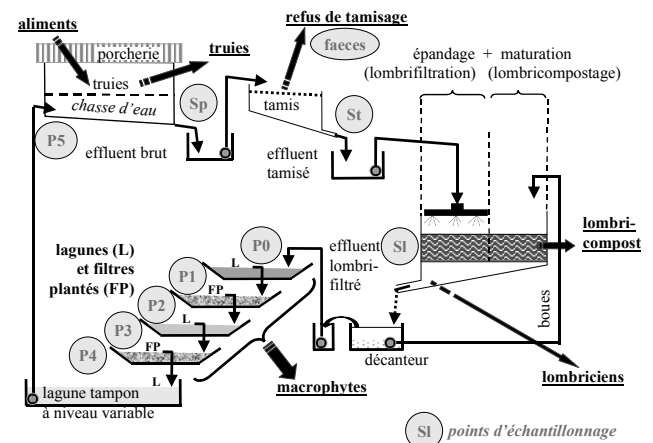 aliments
porcherie
truies
truies
chasse d'eau
P5
Sp
effluent brut
refus de tamisage
faeces
tamis
St
effluent
tamisé
épandage + maturation
(lombrifiltration) (lombricompostage)
Sl
lombri-
compost
effluent
lombri-
filtré
boues
décanteur
lombriciens
lagunes (L)
et filtres
plantés (FP)
P0
L
P1
FP
P2
L
P3
FP
P4
L
macrophytes
lagune tampon
à niveau variable
Sl points d'échantillonnage